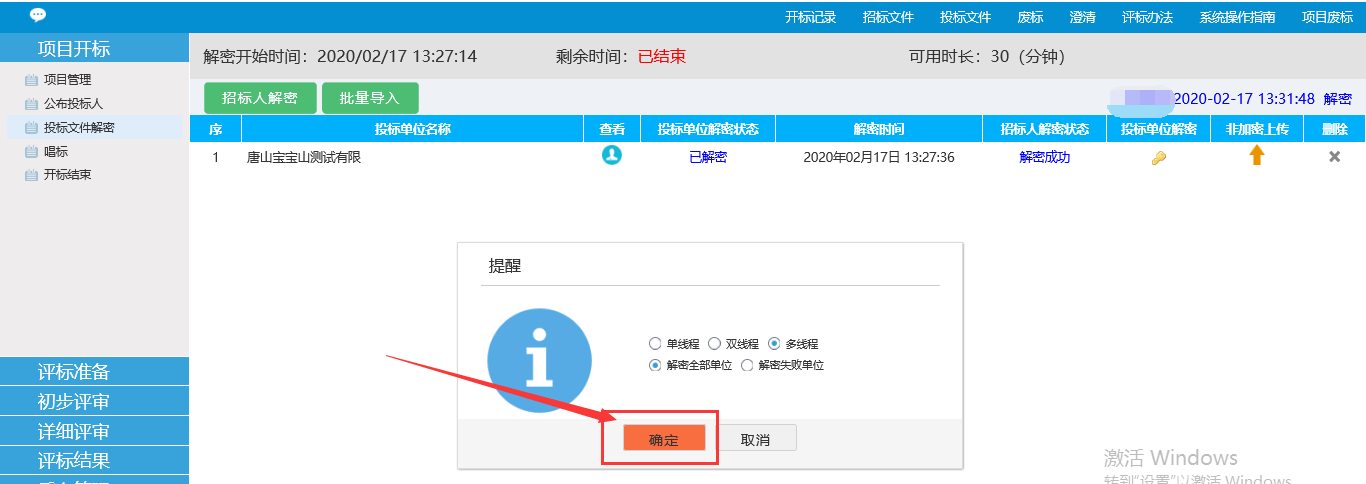 开标记录 招标文件 投标文件 废标 澄清 评标办法 系统操作指南 项目废标
项目开标
项目管理
公布投标人
投标文件解密
唱标
开标结束
评标准备
初步评审
详细评审
评标结果
解密开始时间：2020/02/17 13:27:14 剩余时间：已结束 可用时长：30（分钟）
招标人解密 批量导入 2020-02-17 13:31:48 解密
序 投标单位名称 查看 投标单位解密状态 解密时间 招标人解密状态 投标单位解密 非加密上传 删除
1 唐山宝宝山测试有限 已解密 2020年02月17日 13:27:36 解密成功
提醒
单线程 双线程 多线程
解密全部单位 解密失败单位
确定 取消
激活 Windows
转到"设置"以激活 Windows